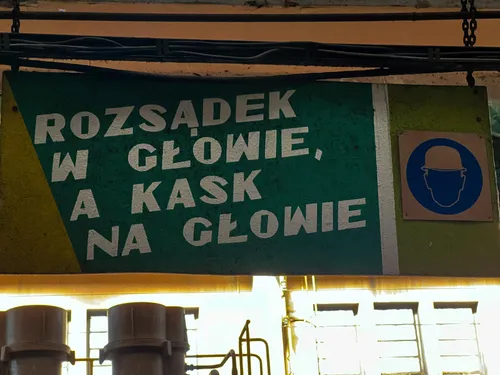 ROZSĄDEK
W GŁOWIE,
A KASK
NA GŁOWIE